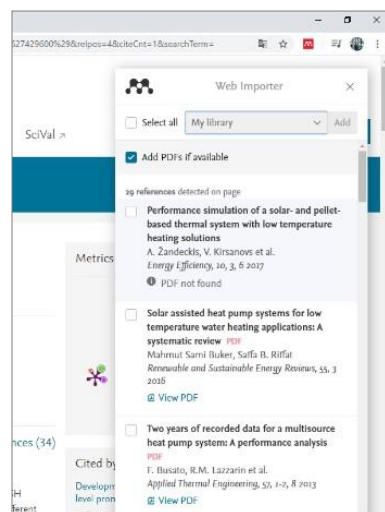 527429600%29&relpos=4&citeCnt=1&searchTerm=
SciVal
Web Importer
Select all
My library
Add
Add PDFs if available
29 references detected on page
Performance simulation of a solar- and pellet-
based thermal system with low temperature
heating solutions
A. Žandeckis, V. Kirsanovs et al.
Energy Efficiency, 10, 3, 6 2017
PDF not found
Metrics
Solar assisted heat pump systems for low
temperature water heating applications: A
systematic review PDF
Mahmut Sami Buker, Saffa B. Riffat
Renewable and Sustainable Energy Reviews, 55, 3
2016
View PDF
Two years of recorded data for a multisource
heat pump system: A performance analysis
PDF
F. Busato, R.M. Lazzarin et al.
Applied Thermal Engineering, 57, 1-2, 8 2013
View PDF
nces (34)
Cited by
Developm
level pron
SH
fferent